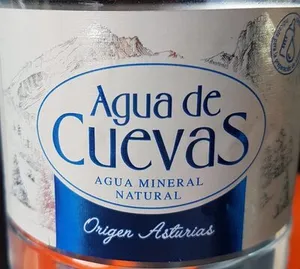 Agua de
Cuevas
AGUA MINERAL
NATURAL
Origen Asturias